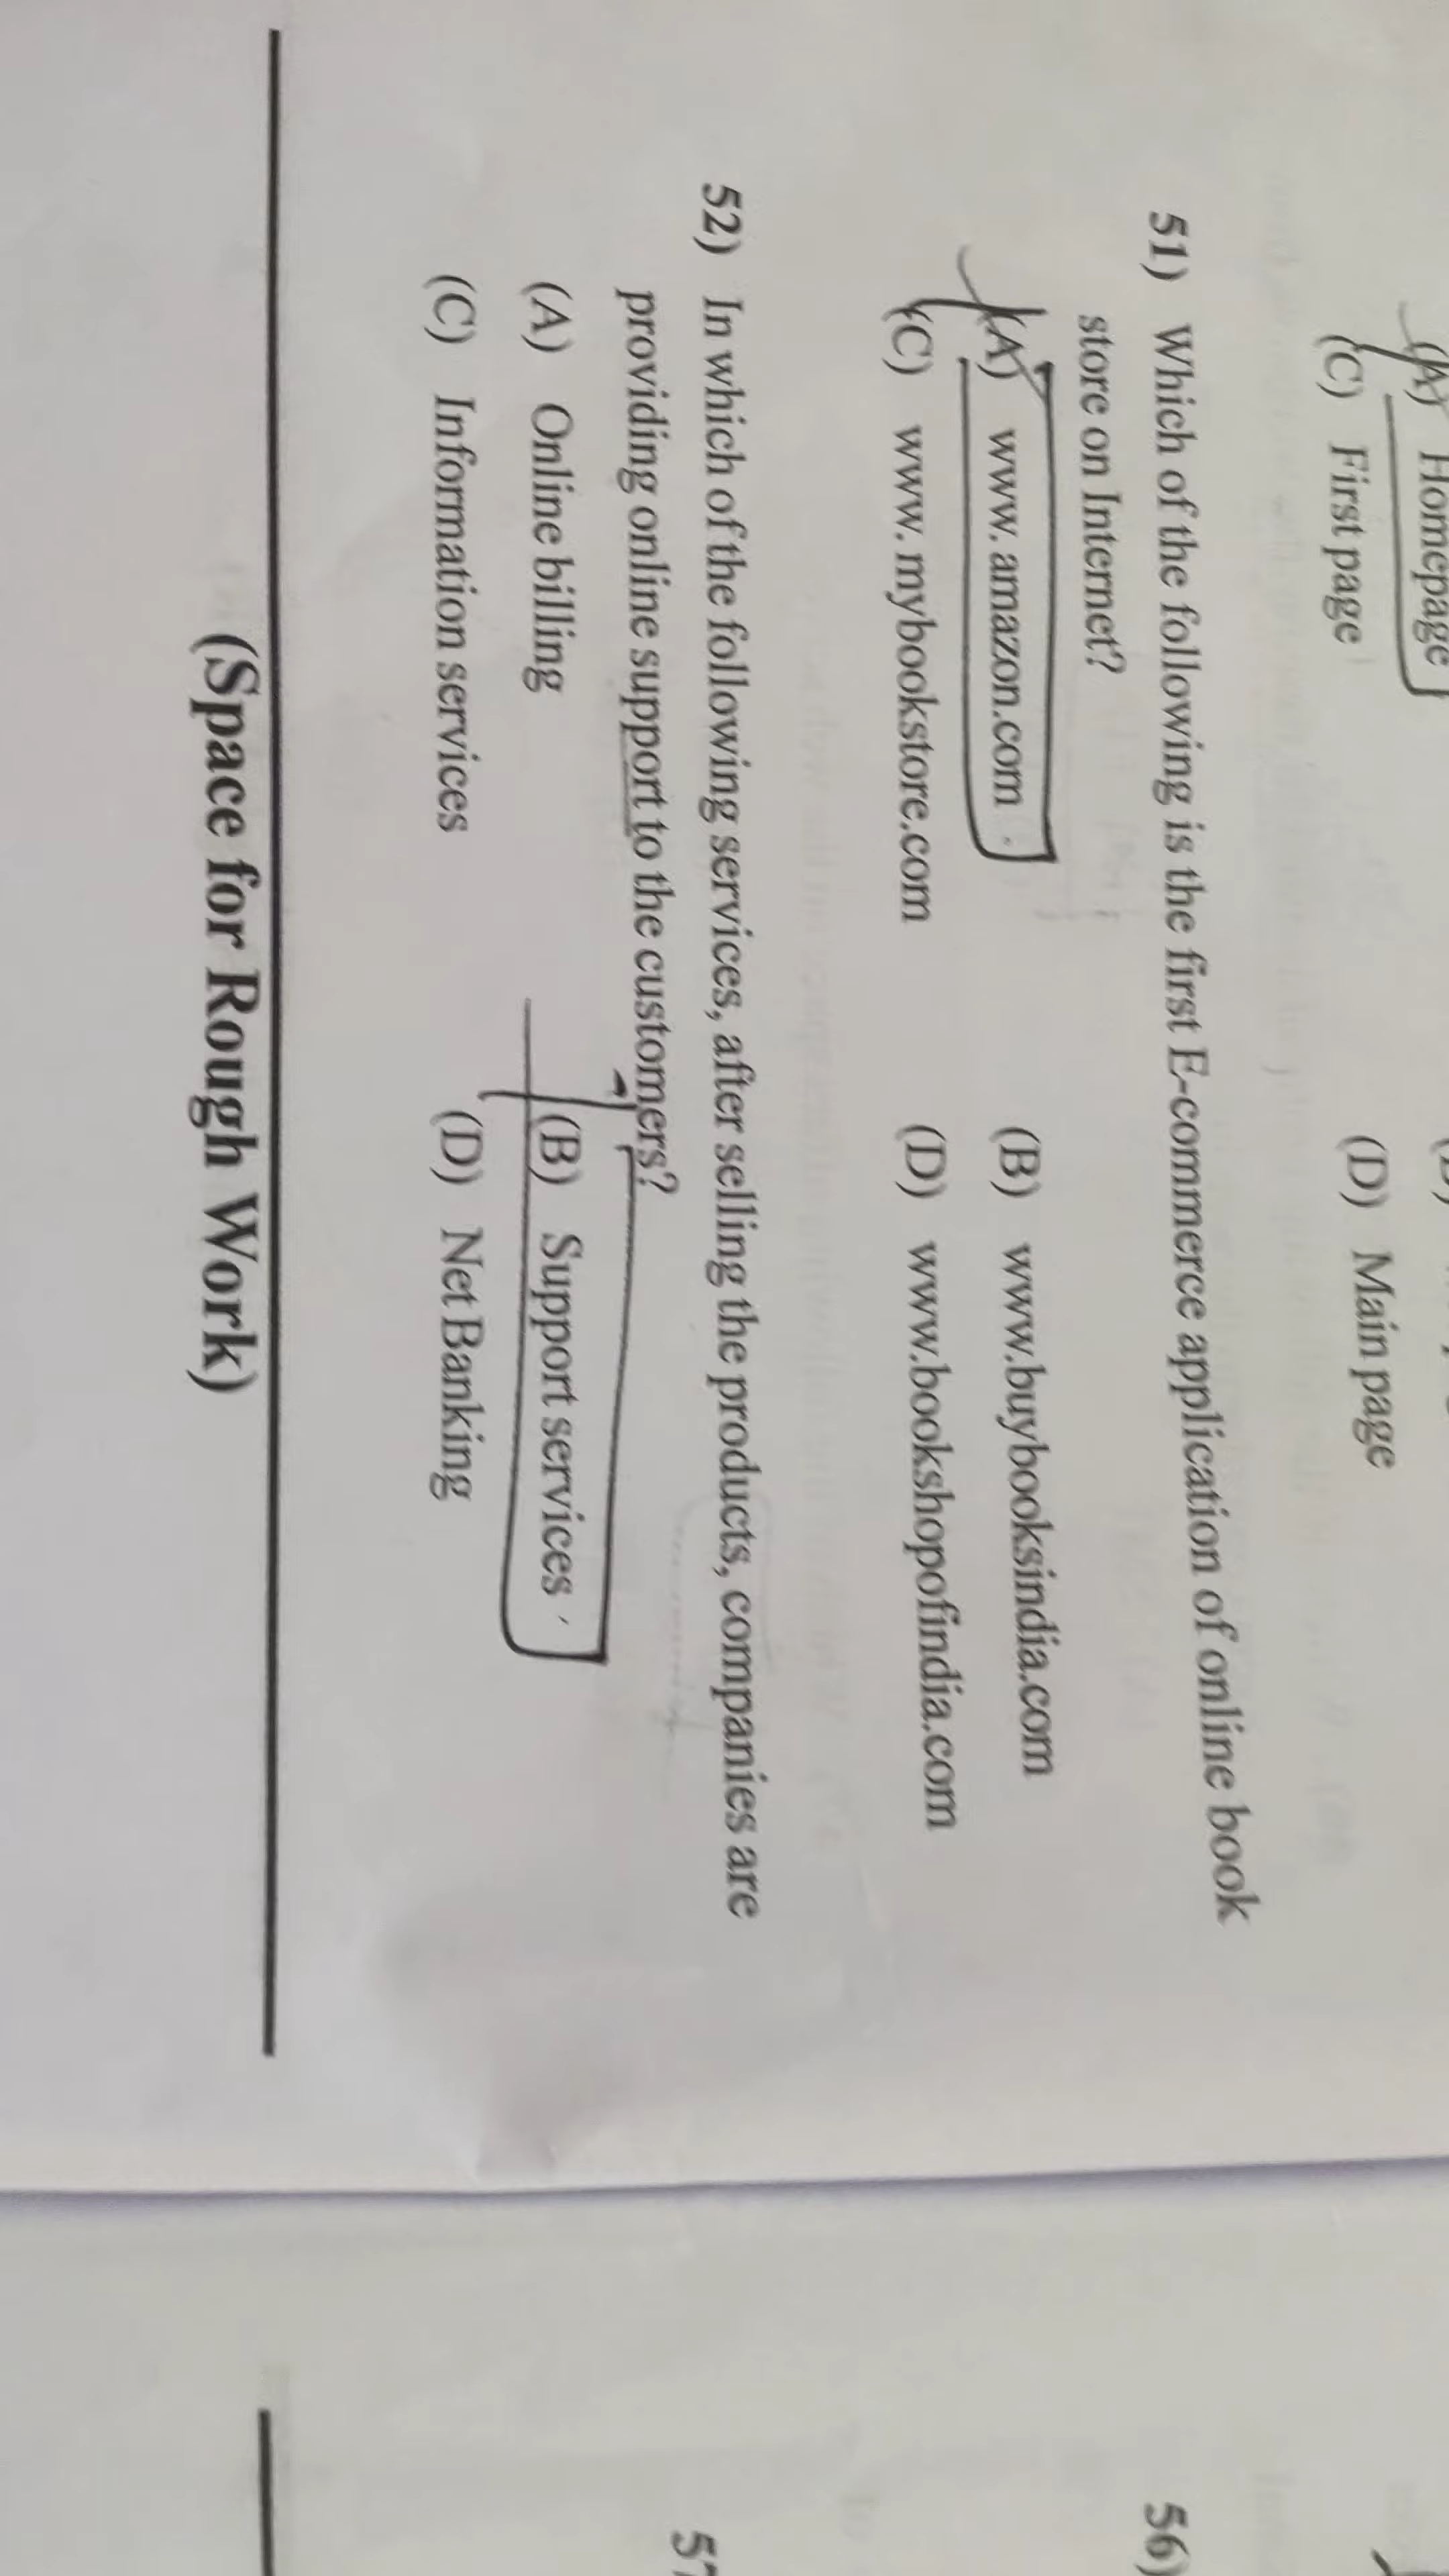 (A) Homepage
(C) First page (D) Main page
51) Which of the following is the first E-commerce application of online book
store on Internet?
(A) www. amazon.com (B) www.buybooksindia.com
(C) www. mybookstore.com (D) www.bookshopofindia.com
52) In which of the following services, after selling the products, companies are
providing online support to the customers?
(A) Online billing (B) Support services
(C) Information services (D) Net Banking
(Space for Rough Work)
56)
57